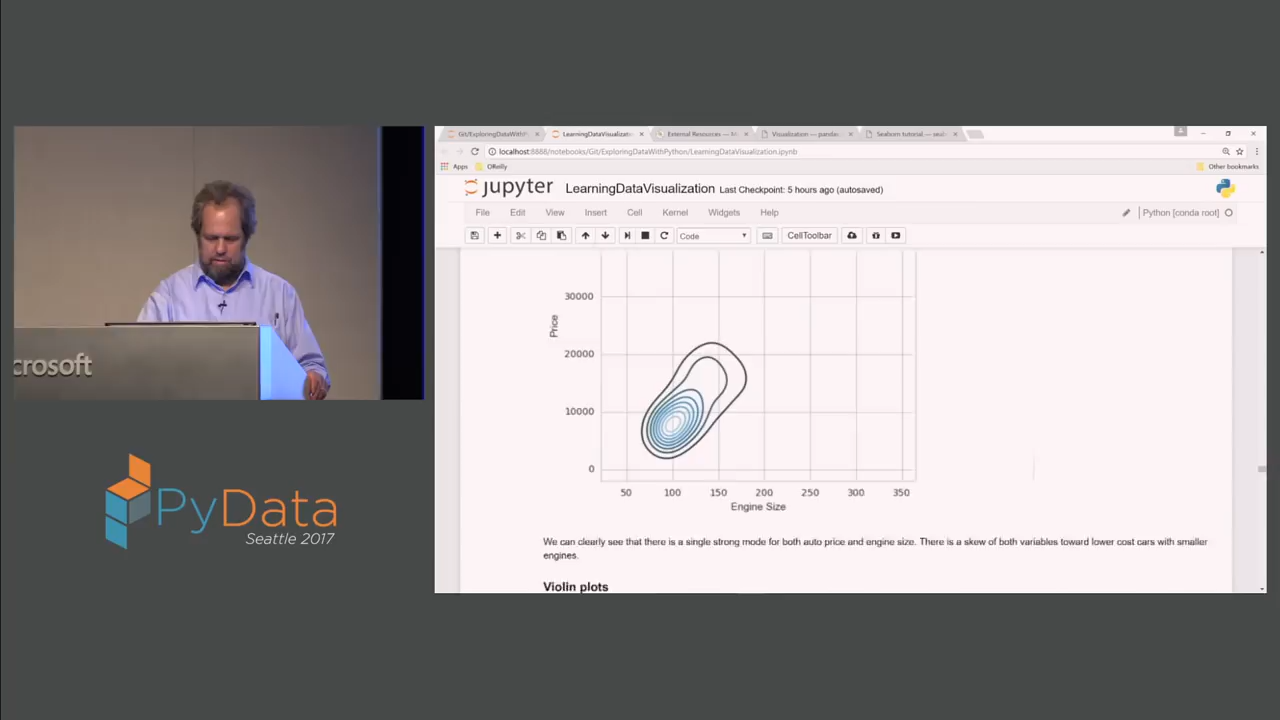 Git/ExploringDataWithP
LearningDataVisualizatio
External Resources — M
Visualization — pandas
Seaborn tutorial — seab
localhost:8888/notebooks/Git/ExploringDataWithPython/LearningDataVisualization.ipynb
Apps
OReilly
Other bookmarks
jupyter
LearningDataVisualization Last Checkpoint: 5 hours ago (autosaved)
File Edit View Insert Cell Kernel Widgets Help
Python [conda root]
Code
CellToolbar
30000
20000
10000
0
Price
50 100 150 200 250 300 350
Engine Size
We can clearly see that there is a single strong mode for both auto price and engine size. There is a skew of both variables toward lower cost cars with smaller
engines.
Violin plots
crosoft
PyData
Seattle 2017